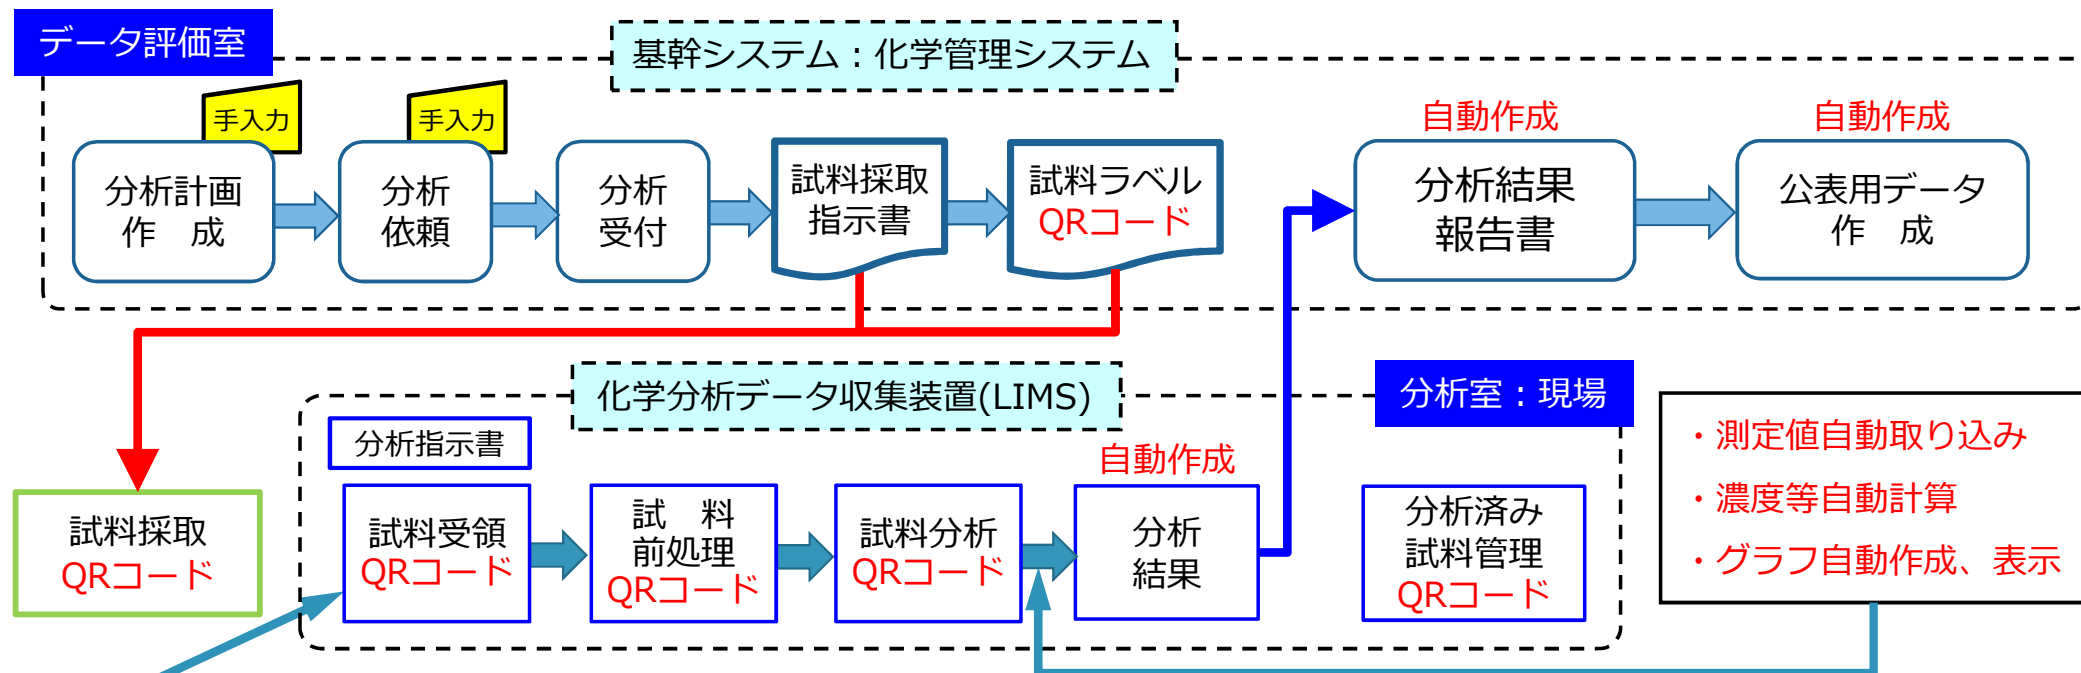 データ評価室
基幹システム：化学管理システム
手入力
手入力
自動作成
自動作成
分析計画
作　成
分析
依頼
分析
受付
試料採取
指示書
試料ラベル
QRコード
分析結果
報告書
公表用データ
作　成
化学分析データ収集装置(LIMS)
分析室：現場
分析指示書
自動作成
試料採取
QRコード
試料受領
QRコード
試　料
前処理
QRコード
試料分析
QRコード
分析
結果
分析済み
試料管理
QRコード
・測定値自動取り込み
・濃度等自動計算
・グラフ自動作成、表示